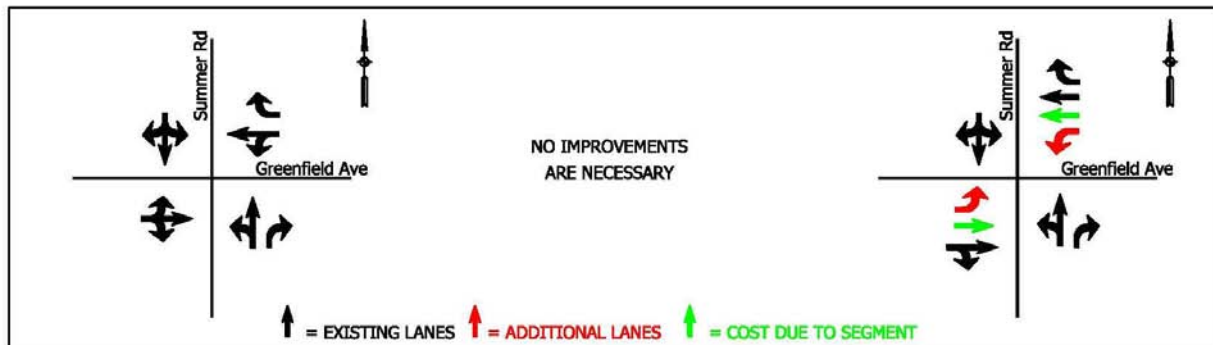 Summer Rd
Greenfield Ave
NO IMPROVEMENTS
ARE NECESSARY
Summer Rd
Greenfield Ave
= EXISTING LANES
= ADDITIONAL LANES
= COST DUE TO SEGMENT